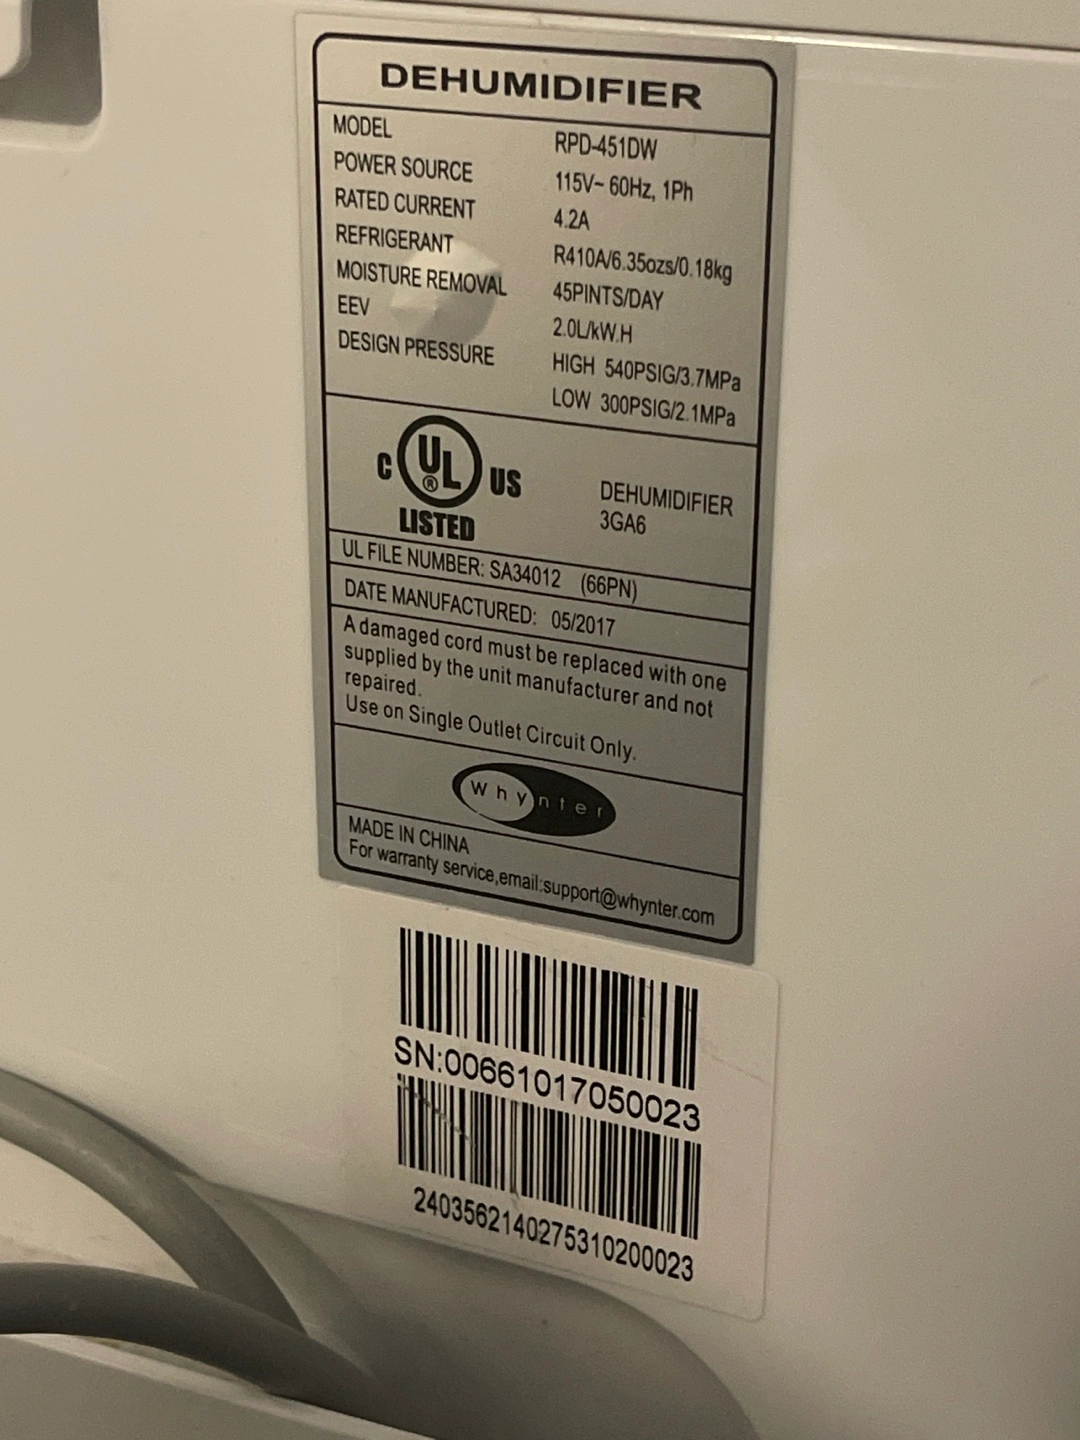 DEHUMIDIFIER
MODEL RPD-451DW
POWER SOURCE 115V~ 60Hz, 1Ph
RATED CURRENT 4.2A
REFRIGERANT R410A/6.35ozs/0.18kg
MOISTURE REMOVAL 45PINTS/DAY
EEV 2.0L/kW.H
DESIGN PRESSURE HIGH 540PSIG/3.7MPa
LOW 300PSIG/2.1MPa
C UL® US
LISTED
DEHUMIDIFIER
3GA6
UL FILE NUMBER: SA34012 (66PN)
DATE MANUFACTURED: 05/2017
A damaged cord must be replaced with one
supplied by the unit manufacturer and not
repaired.
Use on Single Outlet Circuit Only.
Whynter
MADE IN CHINA
For warranty service,email:support@whynter.com
SN:00661017050023
2403562140275310200023